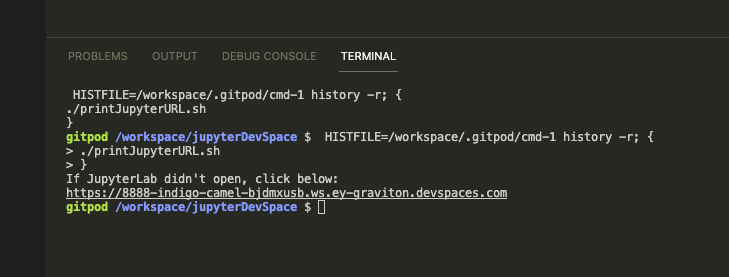 PROBLEMS OUTPUT DEBUG CONSOLE TERMINAL
HISTFILE=/workspace/.gitpod/cmd-1 history -r; {
./printJupyterURL.sh
}
gitpod /workspace/jupyterDevSpace $  HISTFILE=/workspace/.gitpod/cmd-1 history -r; {
> ./printJupyterURL.sh
> }
If JupyterLab didn't open, click below:
https://8888-indigo-camel-bjdmxusb.ws.ey-graviton.devspaces.com
gitpod /workspace/jupyterDevSpace $